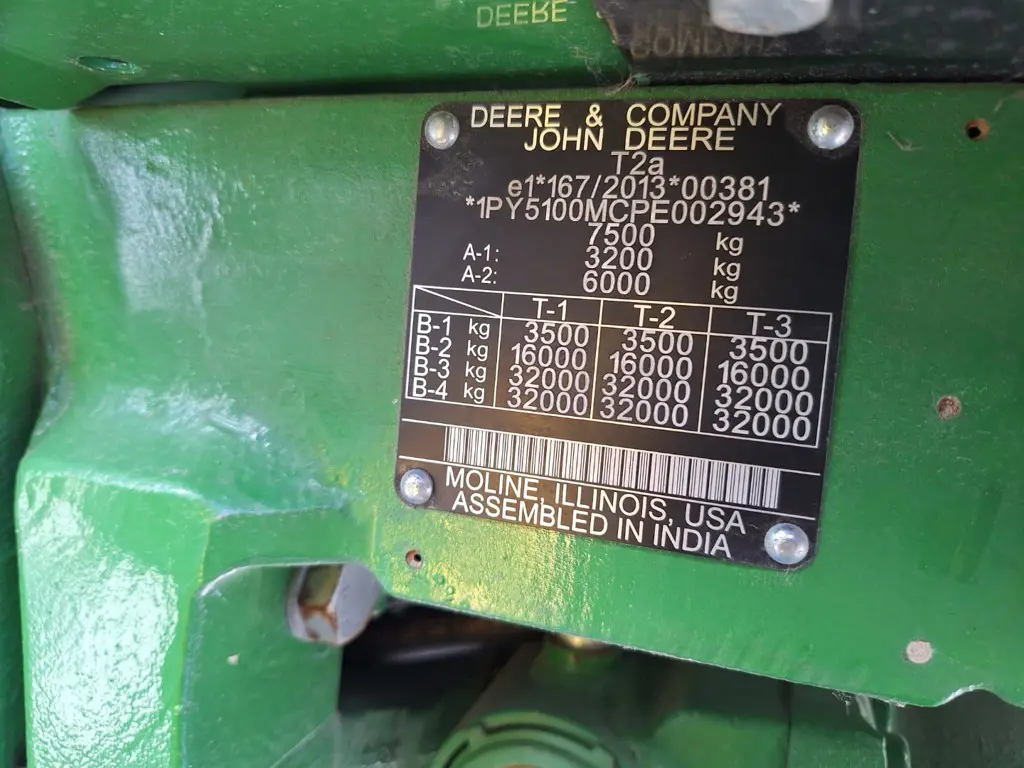 DEERE
COMPANY
DEERE & COMPANY
JOHN DEERE
T2a
e1*167/2013*00381
*1PY5100MCPE002943*
7500 kg
A-1: 3200 kg
A-2: 6000 kg
T-1 T-2 T-3
B-1 kg 3500 3500 3500
B-2 kg 16000 16000 16000
B-3 kg 32000 32000 32000
B-4 kg 32000 32000 32000
MOLINE, ILLINOIS, USA
ASSEMBLED IN INDIA